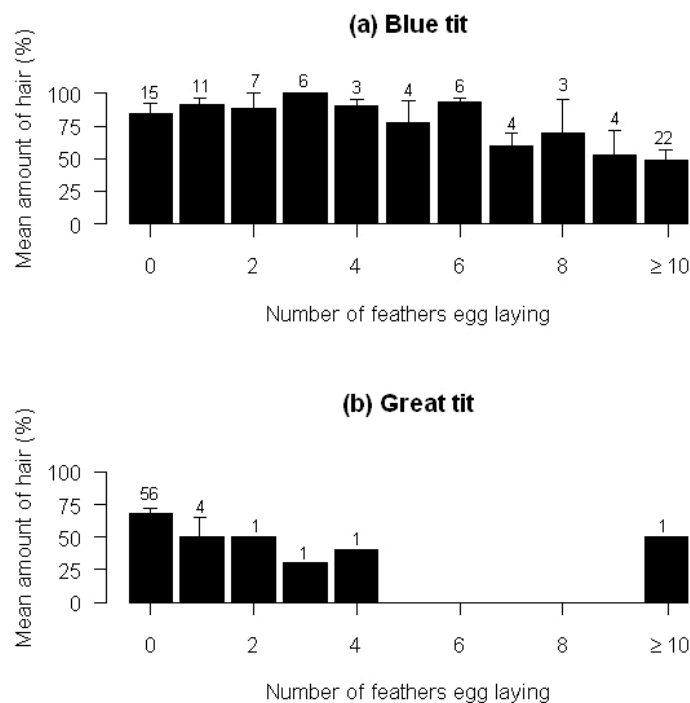 (a) Blue tit
Mean amount of hair (%)
100
75
50
25
0
15 11 7 6 3 4 6 4 3 4 22
0 2 4 6 8 ≥ 10
Number of feathers egg laying
(b) Great tit
Mean amount of hair (%)
100
75
50
25
0
56 4 1 1 1 1
0 2 4 6 8 ≥ 10
Number of feathers egg laying